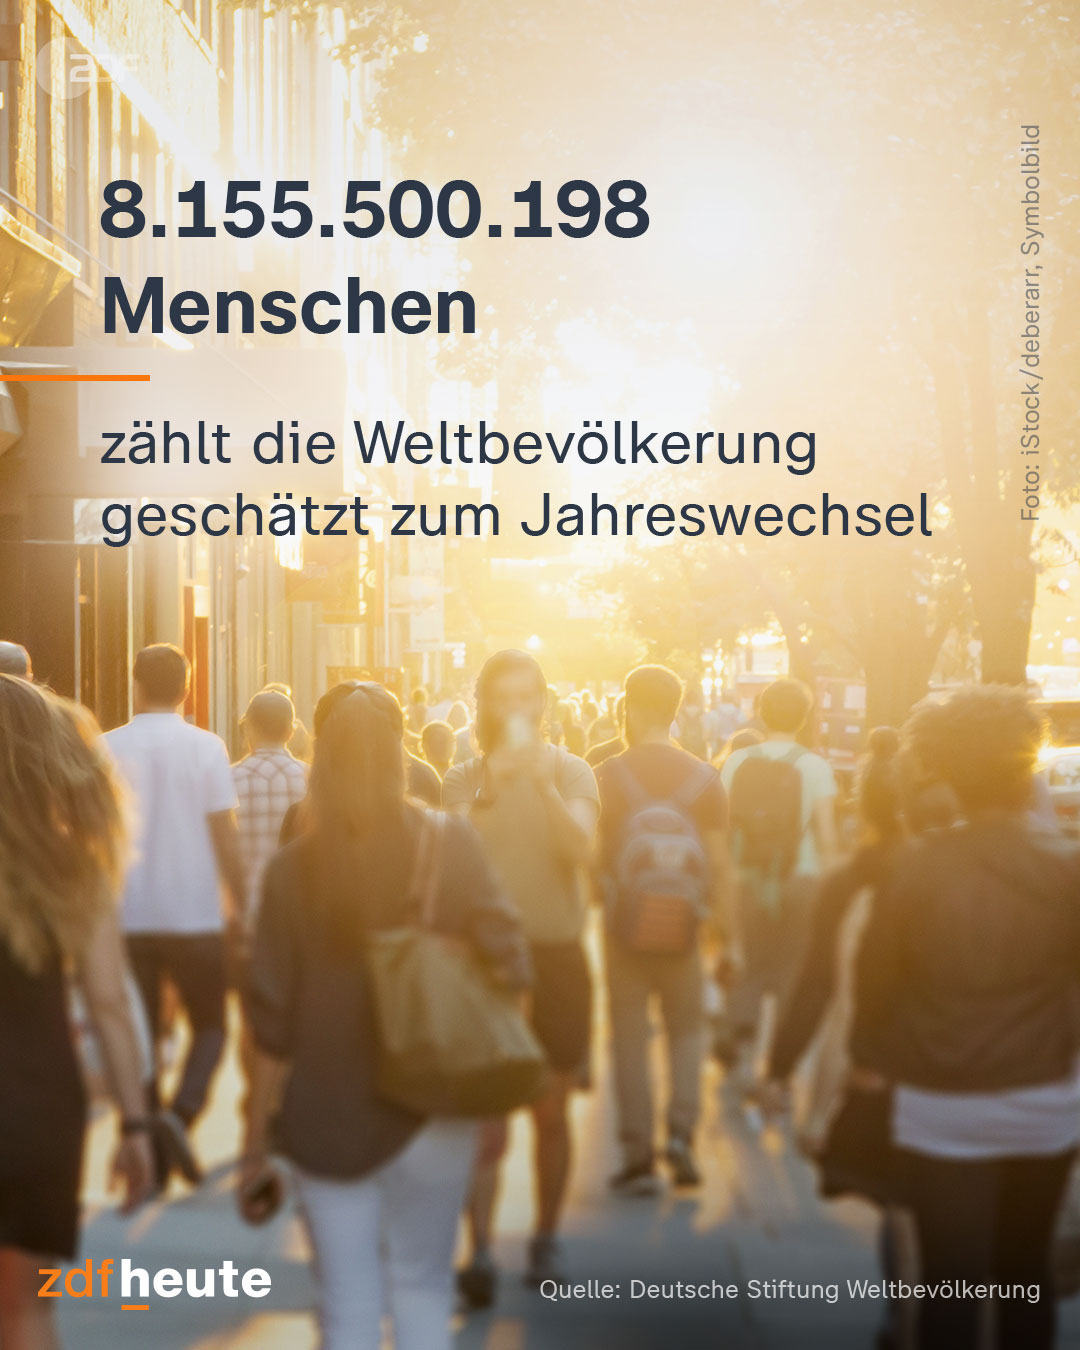 ZDF
8.155.500.198
Menschen
zählt die Weltbevölkerung
geschätzt zum Jahreswechsel
Foto: iStock/deberarr, Symbolbild
zdfheute
Quelle: Deutsche Stiftung Weltbevölkerung